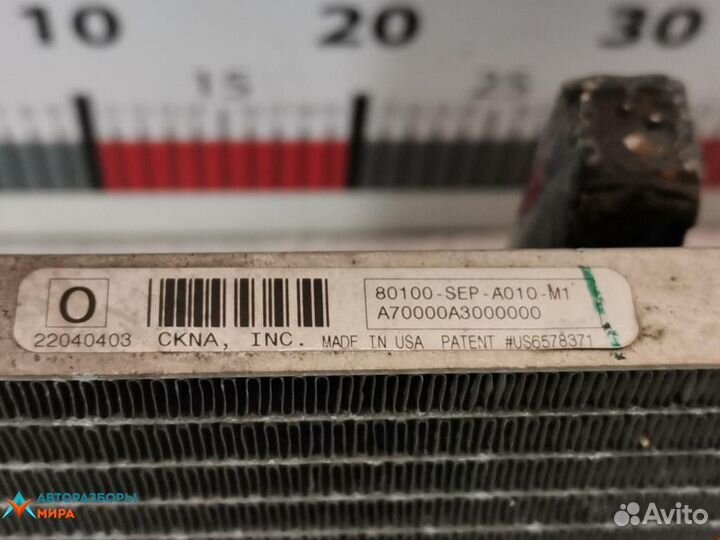 10 20 30
15 25
O
80100-SEP-A010-M1
A70000A3000000
22040403 CKNA, INC. MADE IN USA PATENT #US6578371
АВТОРАЗБОРЫ
МИРА
Avito